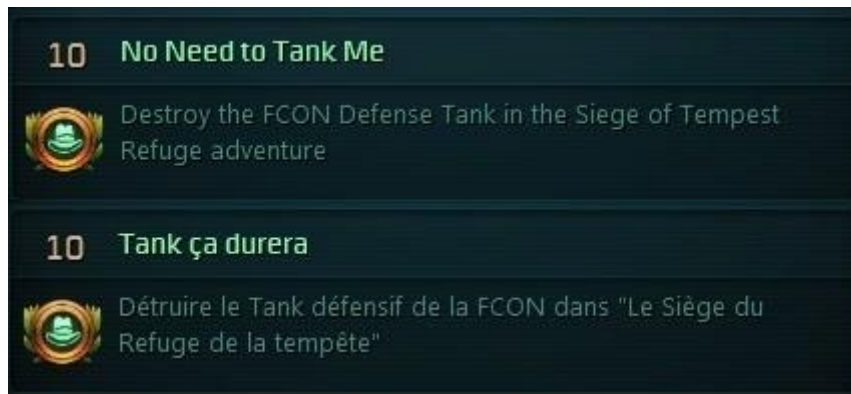 10 No Need to Tank Me
Destroy the FCON Defense Tank in the Siege of Tempest
Refuge adventure
10 Tank ça durera
Détruire le Tank défensif de la FCON dans "Le Siège du
Refuge de la tempête"